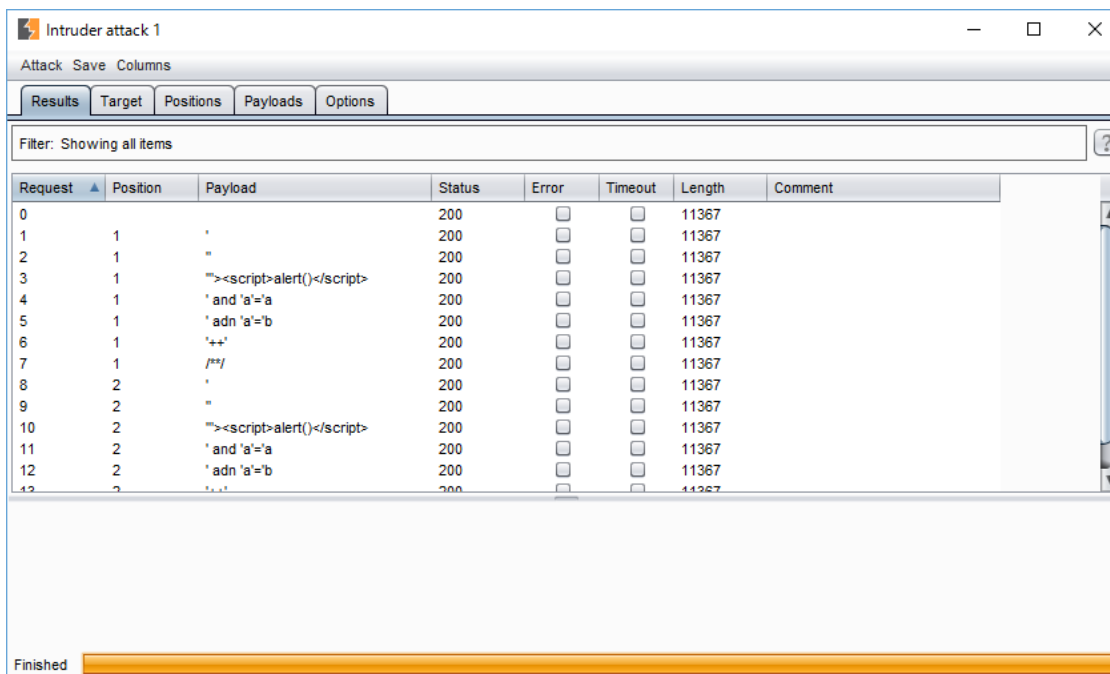 Intruder attack 1
Attack Save Columns
Results Target Positions Payloads Options
Filter: Showing all items ?
Request Position Payload Status Error Timeout Length Comment
0 200 11367
1 1 ' 200 11367
2 1 " 200 11367
3 1 '"><script>alert()</script> 200 11367
4 1 ' and 'a'='a 200 11367
5 1 ' adn 'a'='b 200 11367
6 1 '++' 200 11367
7 1 /**/ 200 11367
8 2 ' 200 11367
9 2 " 200 11367
10 2 '"><script>alert()</script> 200 11367
11 2 ' and 'a'='a 200 11367
12 2 ' adn 'a'='b 200 11367
13 2 '++' 200 11367
Finished